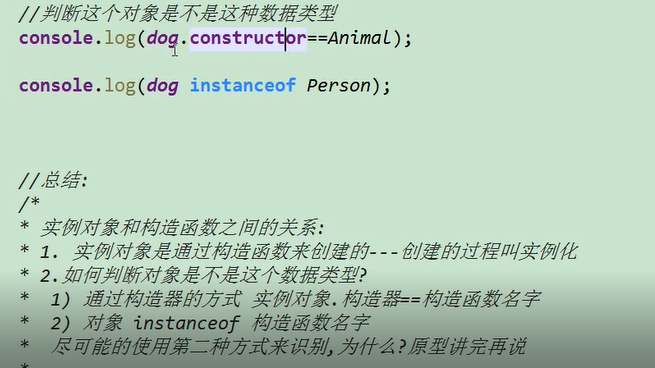 //判断这个对象是不是这种数据类型
console.log(dog.constructor==Animal);
console.log(dog instanceof Person);
//总结:
/*
* 实例对象和构造函数之间的关系:
* 1. 实例对象是通过构造函数来创建的---创建的过程叫实例化
* 2.如何判断对象是不是这个数据类型?
* 1) 通过构造器的方式 实例对象.构造器==构造函数名字
* 2) 对象 instanceof 构造函数名字
* 尽可能的使用第二种方式来识别,为什么?原型讲完再说
*